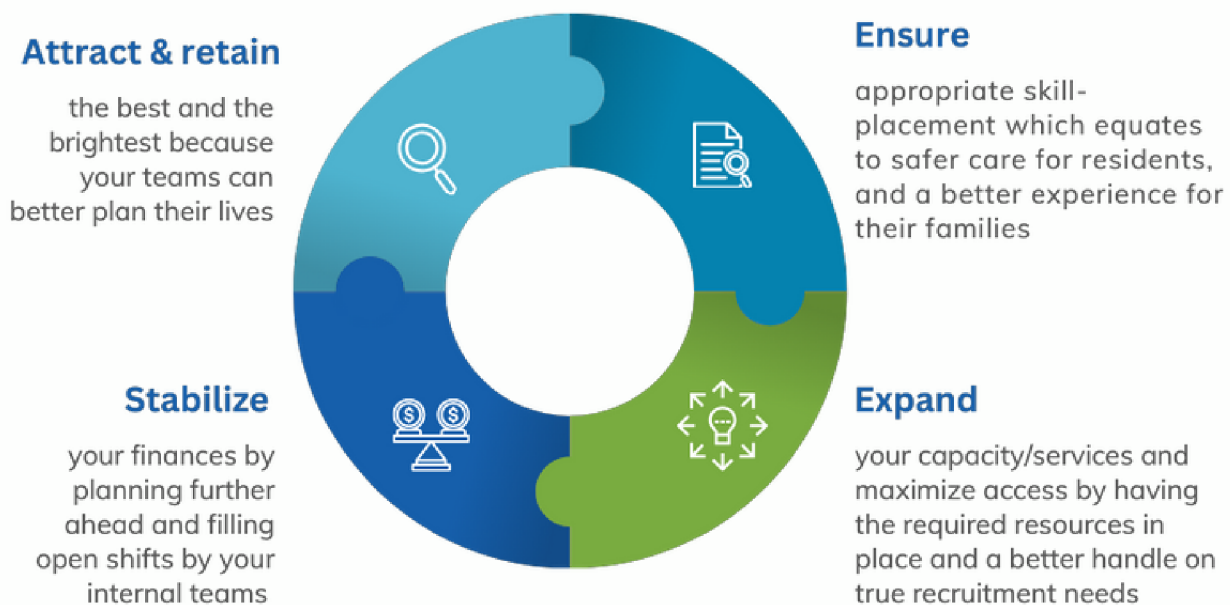 Attract & retain
the best and the
brightest because
your teams can
better plan their lives
Ensure
appropriate skill-
placement which equates
to safer care for residents,
and a better experience for
their families
Stabilize
your finances by
planning further
ahead and filling
open shifts by your
internal teams
$ $
Expand
your capacity/services and
maximize access by having
the required resources in
place and a better handle on
true recruitment needs